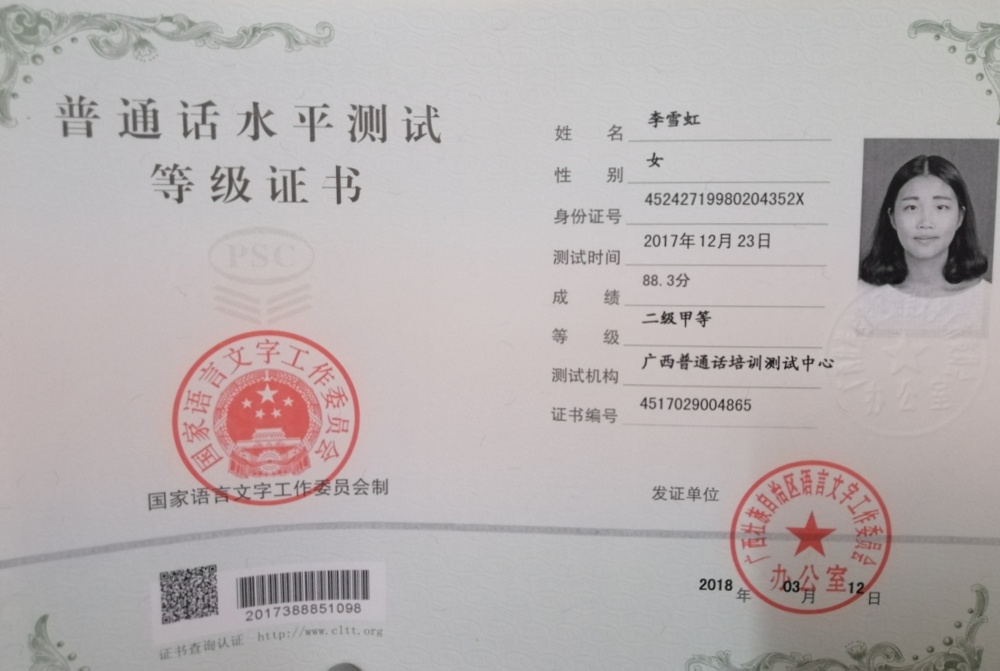 普通话水平测试
等级证书
PSC
国家语言文字工作委员会
国家语言文字工作委员会制
2017388851098
证书查询认证 http://www.cltt.org
姓 名 李雪虹
性 别 女
身份证号 45242719980204352X
测试时间 2017年12月23日
成 绩 88.3分
等 级 二级甲等
测试机构 广西普通话培训测试中心
证书编号 4517029004865
办公室
发证单位
广西壮族自治区语言文字工作委员会
办公室
2018年03月12日